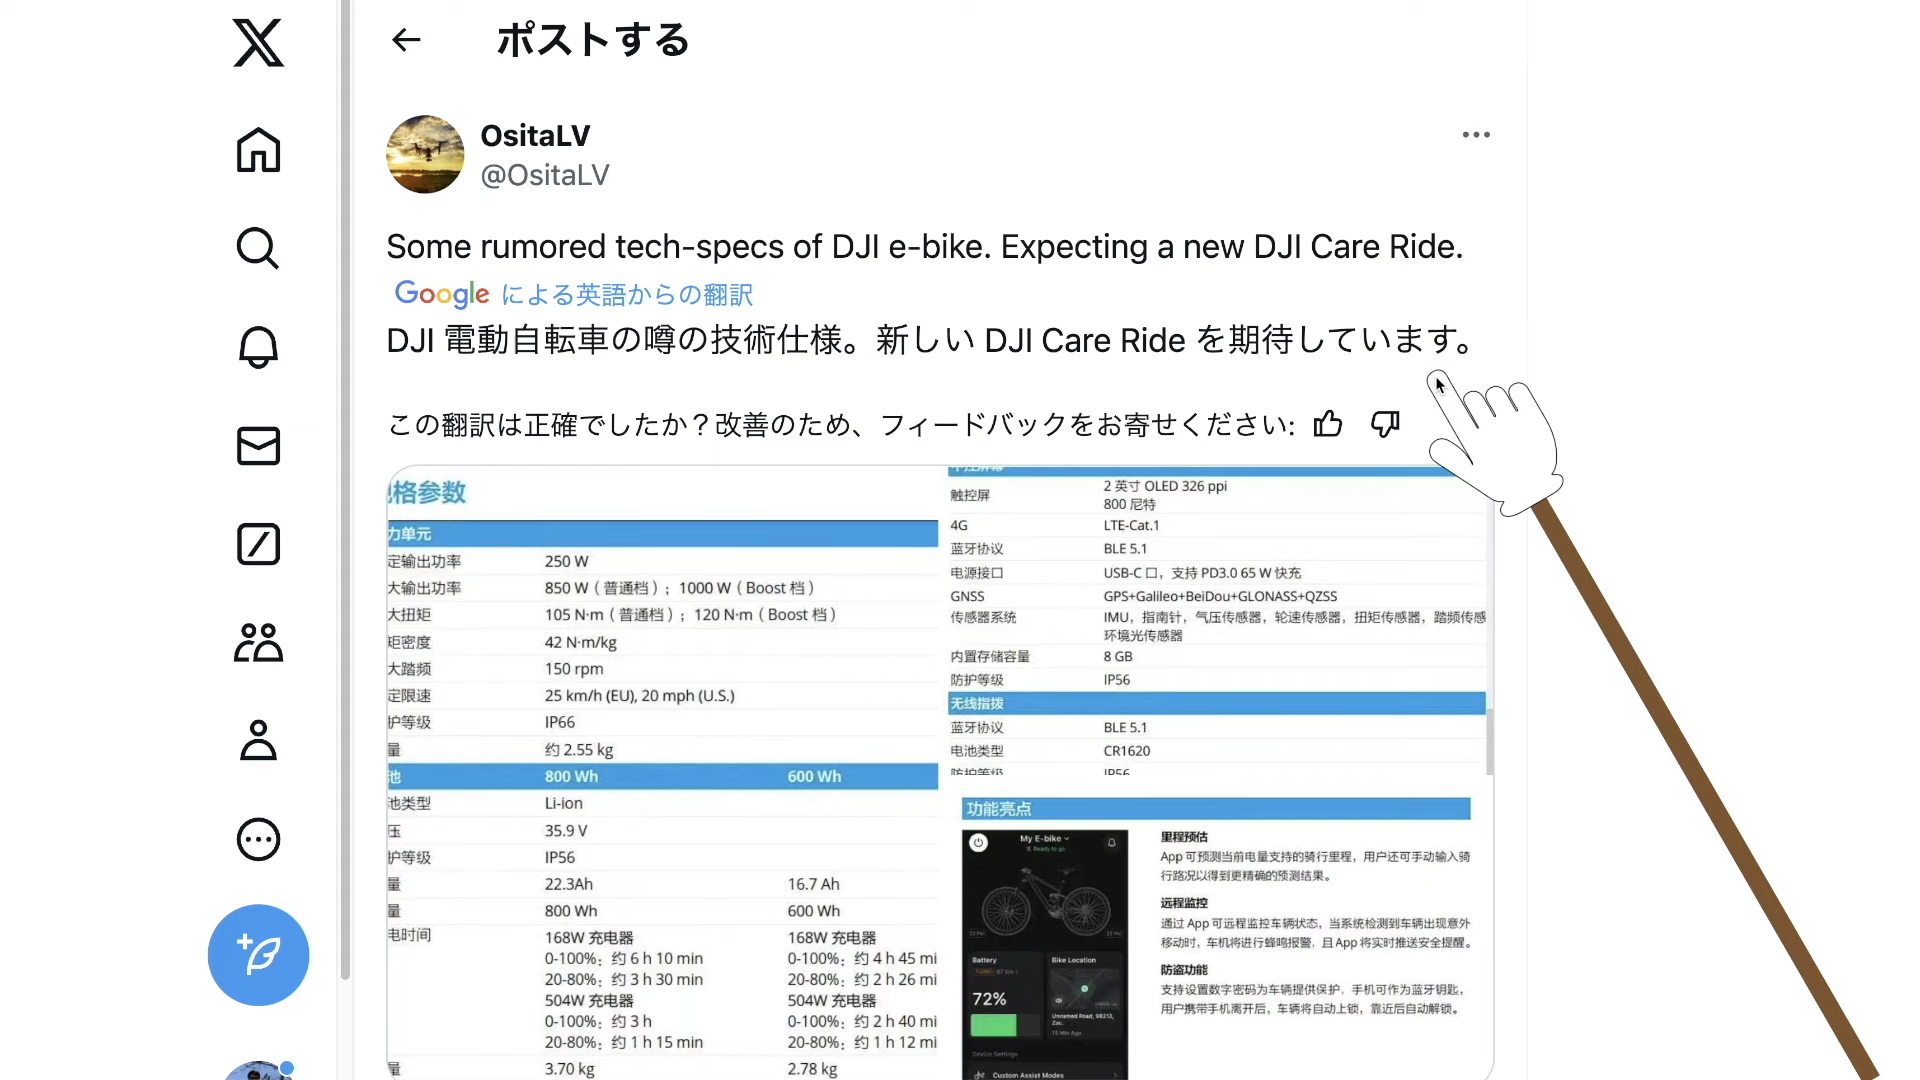 ポストする
OsitaLV
@OsitaLV
Some rumored tech-specs of DJI e-bike. Expecting a new DJI Care Ride.
Google による英語からの翻訳
DJI 電動自転車の噂の技術仕様。新しい DJI Care Ride を期待しています。
この翻訳は正確でしたか？改善のため、フィードバックをお寄せください:
格参数
力单元
定输出功率 250 W
大输出功率 850 W（普通档）；1000 W（Boost 档）
大扭矩 105 N·m（普通档）；120 N·m（Boost 档）
矩密度 42 N·m/kg
大踏频 150 rpm
定限速 25 km/h (EU), 20 mph (U.S.)
护等级 IP66
量 约 2.55 kg
池 800 Wh 600 Wh
池类型 Li-ion
压 35.9 V
护等级 IP56
量 22.3Ah 16.7 Ah
量 800 Wh 600 Wh
电时间 168W 充电器 168W 充电器
0-100%：约 6 h 10 min 0-100%：约 4 h 45 mi
20-80%：约 3 h 30 min 20-80%：约 2 h 26 mi
504W 充电器 504W 充电器
0-100%：约 3 h 0-100%：约 2 h 40 mi
20-80%：约 1 h 15 min 20-80%：约 1 h 12 mi
量 3.70 kg 2.78 kg
触控屏 2 英寸 OLED 326 ppi
800 尼特
4G LTE-Cat.1
蓝牙协议 BLE 5.1
电源接口 USB-C 口，支持 PD3.0 65 W 快充
GNSS GPS+Galileo+BeiDou+GLONASS+QZSS
传感器系统 IMU，指南针，气压传感器，轮速传感器，扭矩传感器，踏频传感
环境光传感器
内置存储容量 8 GB
防护等级 IP56
无线指拨
蓝牙协议 BLE 5.1
电池类型 CR1620
防护等级 IP56
功能亮点
My E-bike
Ready to go
Battery
72%
Bike Location
Unnamed Road, SB213,
Zac.
15 Min Ago
Device Settings
Custom Assist Modes
里程预估
App 可预测当前电量支持的骑行里程，用户还可手动输入骑
行路况以得到更精确的预测结果。
远程监控
通过 App 可远程监控车辆状态，当系统检测到车辆出现意外
移动时，车机将进行蜂鸣报警，且 App 将实时推送安全提醒。
防盗功能
支持设置数字密码为车辆提供保护，手机可作为蓝牙钥匙，
用户携带手机离开后，车辆将自动上锁，靠近后自动解锁。